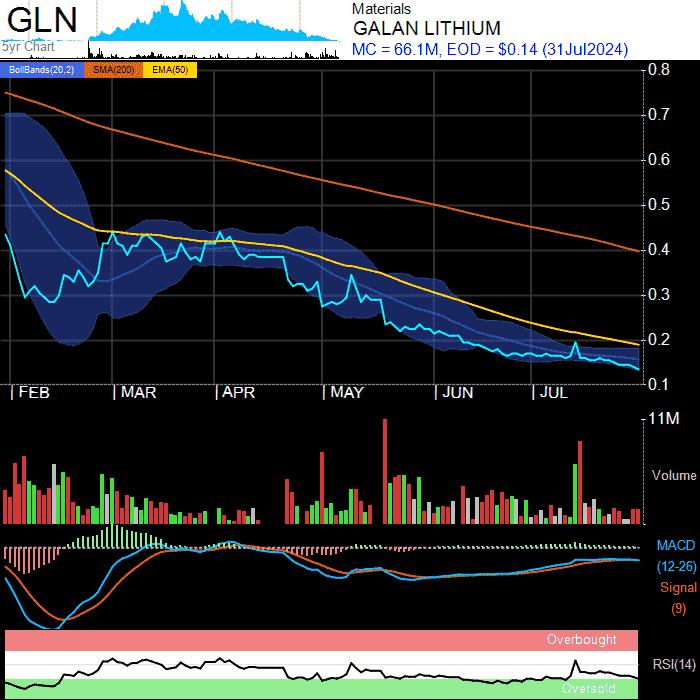 GLN
5yr Chart
Materials
GALAN LITHIUM
MC = 66.1M, EOD = $0.14 (31Jul2024)
BollBands(20,2) SMA(200) EMA(50)
0.8
0.7
0.6
0.5
0.4
0.3
0.2
0.1
FEB MAR APR MAY JUN JUL
11M
Volume
MACD
(12-26)
Signal
(9)
Overbought
RSI(14)
Oversold